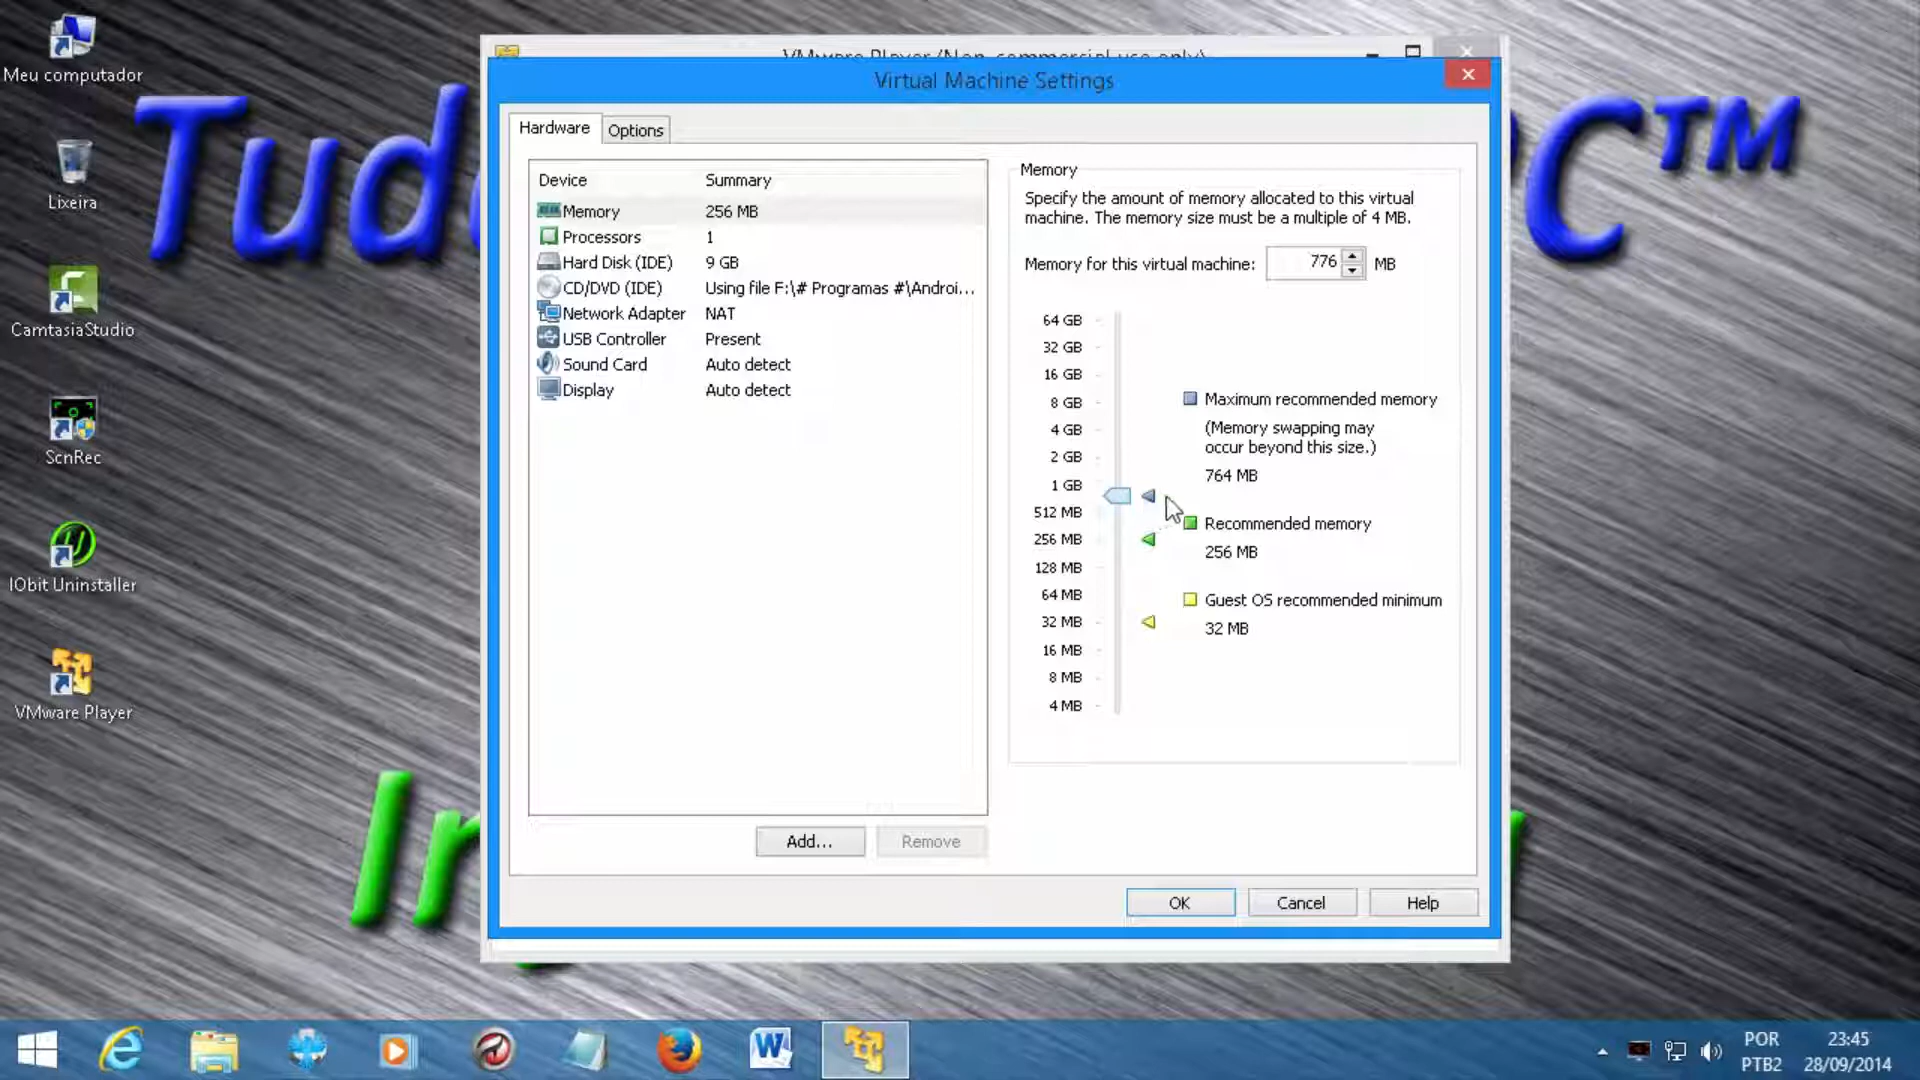 Meu computador
Lixeira
CamtasiaStudio
ScnRec
IObit Uninstaller
VMware Player
Tud
C™
In
VMware Player (Non-commercial use only)
Virtual Machine Settings
Hardware
Options
Device Summary
Memory 256 MB
Processors 1
Hard Disk (IDE) 9 GB
CD/DVD (IDE) Using file F:\# Programas #\Androi...
Network Adapter NAT
USB Controller Present
Sound Card Auto detect
Display Auto detect
Add...
Remove
Memory
Specify the amount of memory allocated to this virtual
machine. The memory size must be a multiple of 4 MB.
Memory for this virtual machine: 776 MB
64 GB
32 GB
16 GB
8 GB
4 GB
2 GB
1 GB
512 MB
256 MB
128 MB
64 MB
32 MB
16 MB
8 MB
4 MB
Maximum recommended memory
(Memory swapping may
occur beyond this size.)
764 MB
Recommended memory
256 MB
Guest OS recommended minimum
32 MB
OK
Cancel
Help
POR
PTB2
23:45
28/09/2014